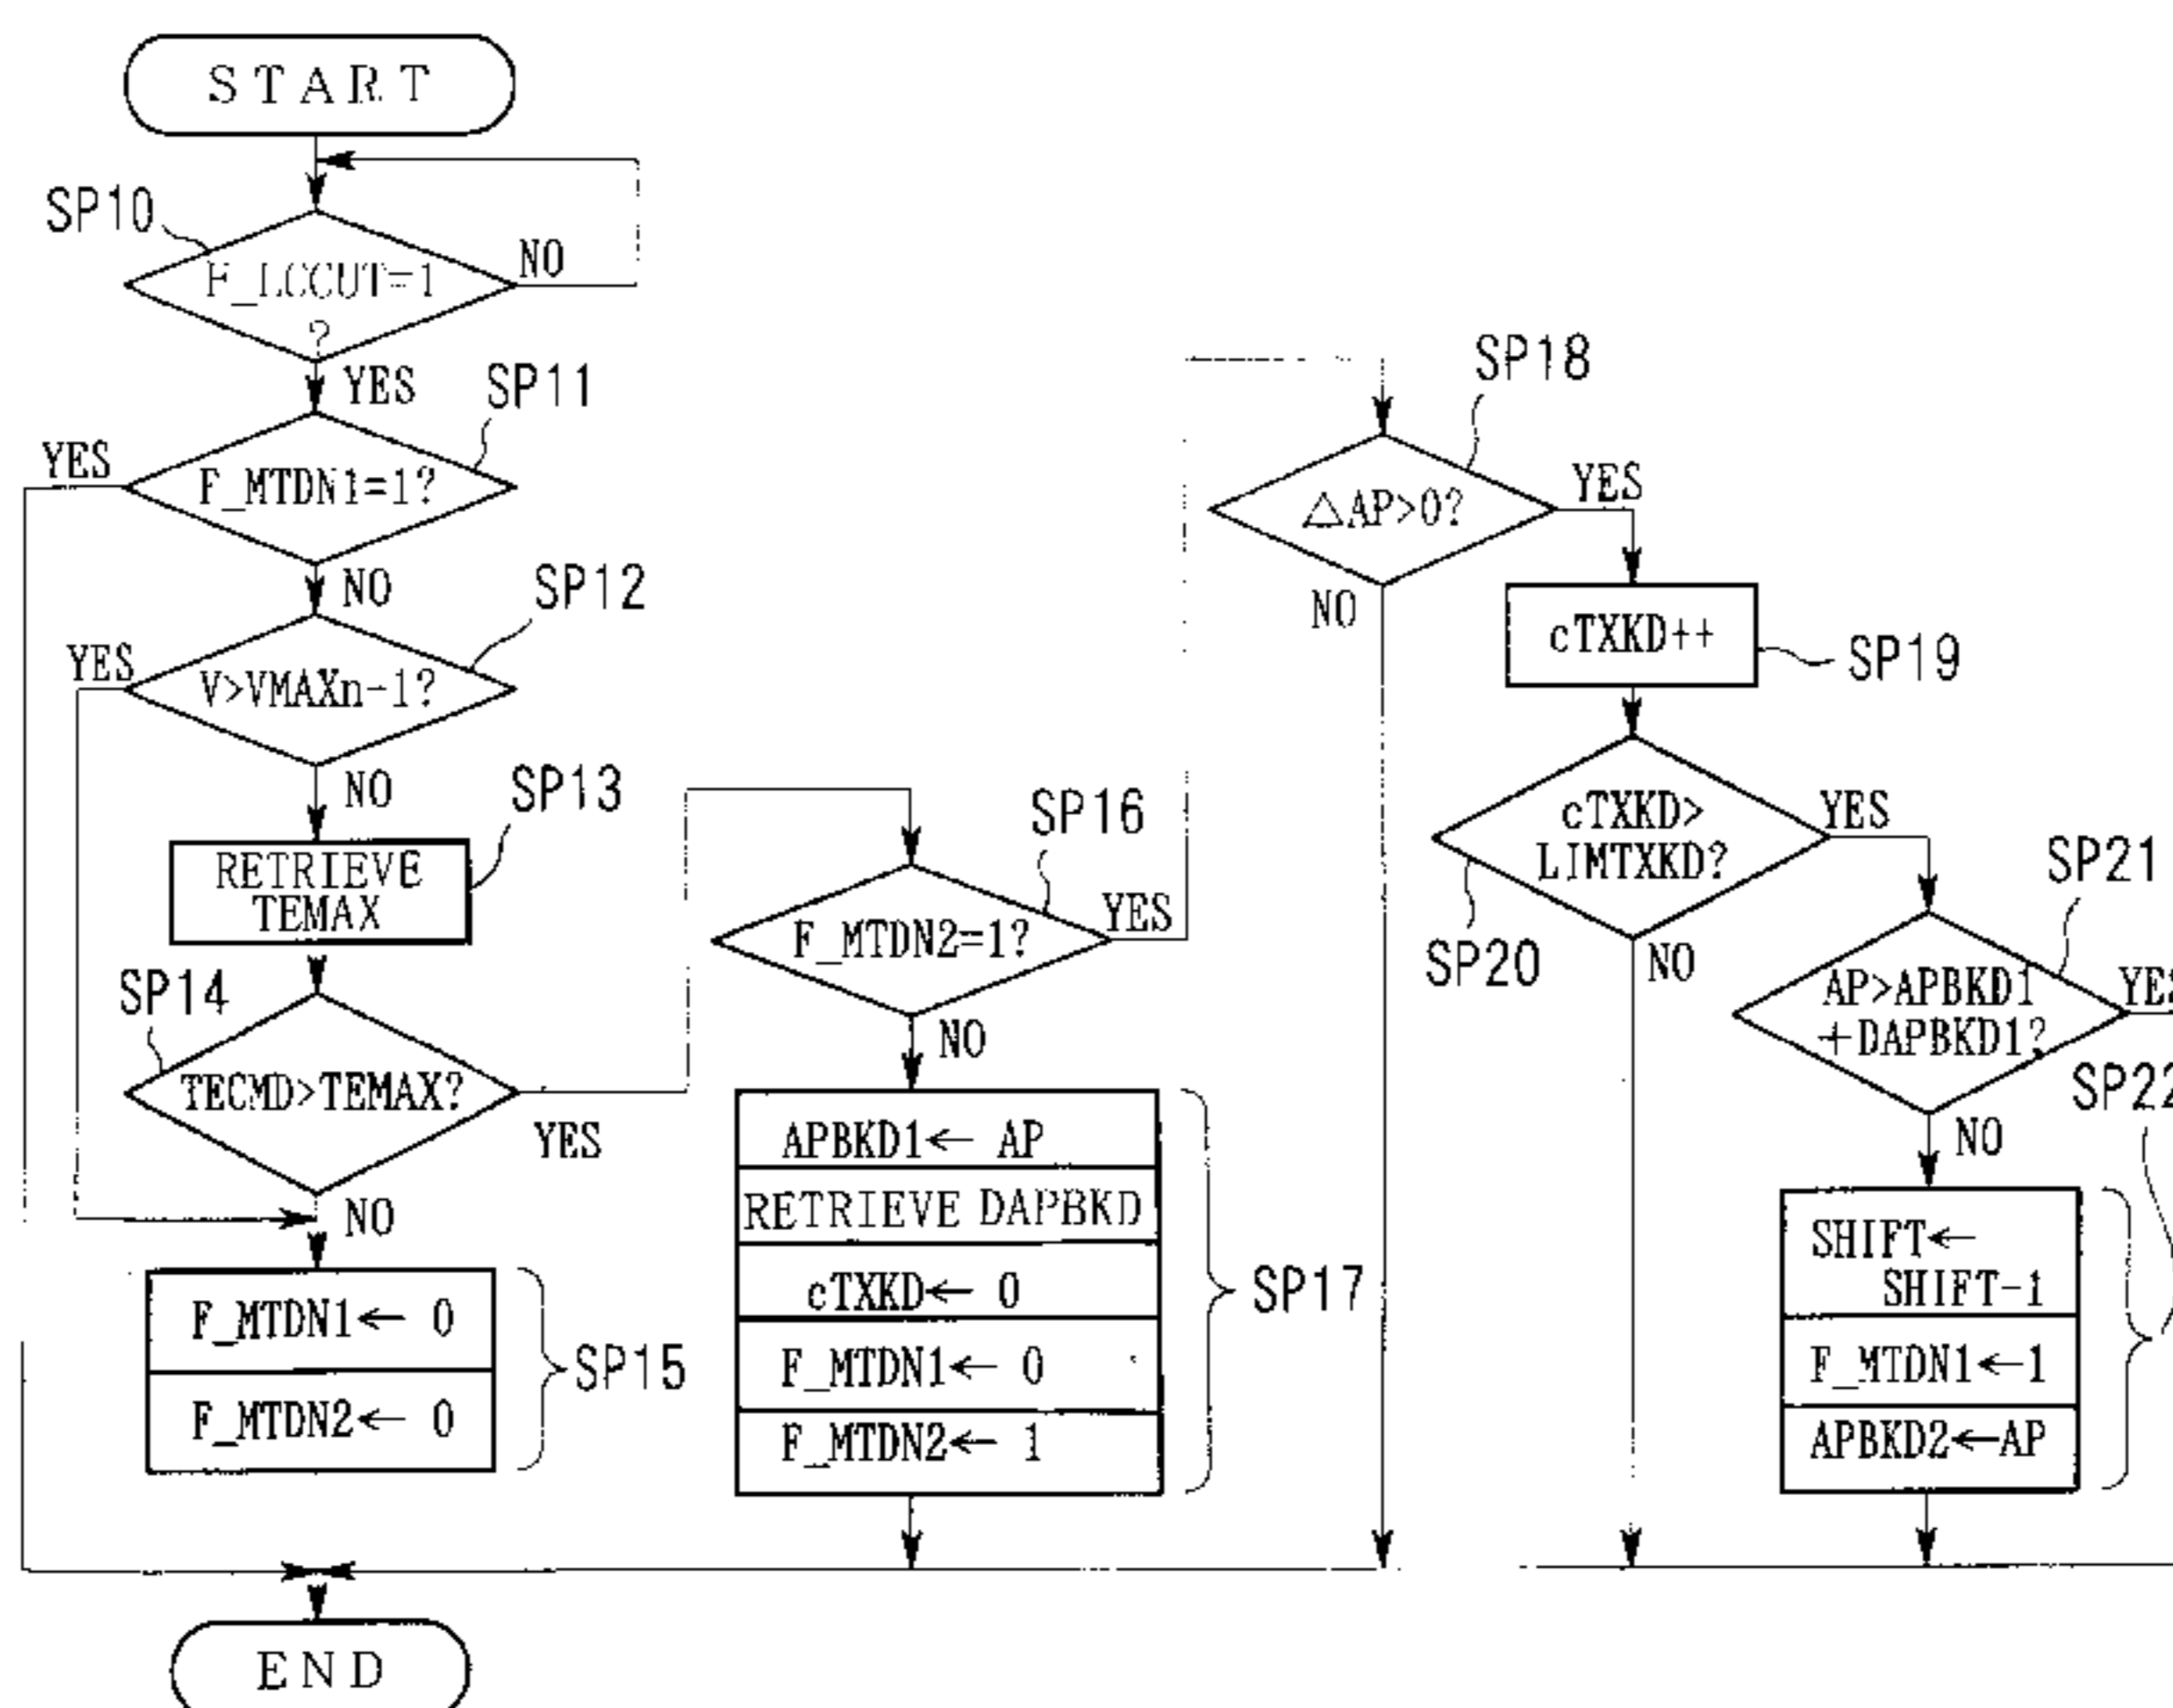 START
SP10
F_LCCUT=1
?
NO
YES
SP11
YES
F_MTDN1=1?
NO
SP12
YES
V>VMAXn-1?
NO
SP13
RETRIEVE
TEMAX
SP14
TECMD>TEMAX?
YES
NO
F_MTDN1← 0
F_MTDN2← 0
SP15
END
SP16
F_MTDN2=1?
YES
NO
APBKD1← AP
RETRIEVE DAPBKD
cTXKD← 0
F_MTDN1← 0
F_MTDN2← 1
SP17
SP18
△AP>0?
YES
NO
cTXKD++
SP19
cTXKD>
LIMTXKD?
YES
SP20
NO
SP21
AP>APBKD1
+DAPBKD1?
NO
SP22
SHIFT←
SHIFT-1
F_MTDN1←1
APBKD2←AP